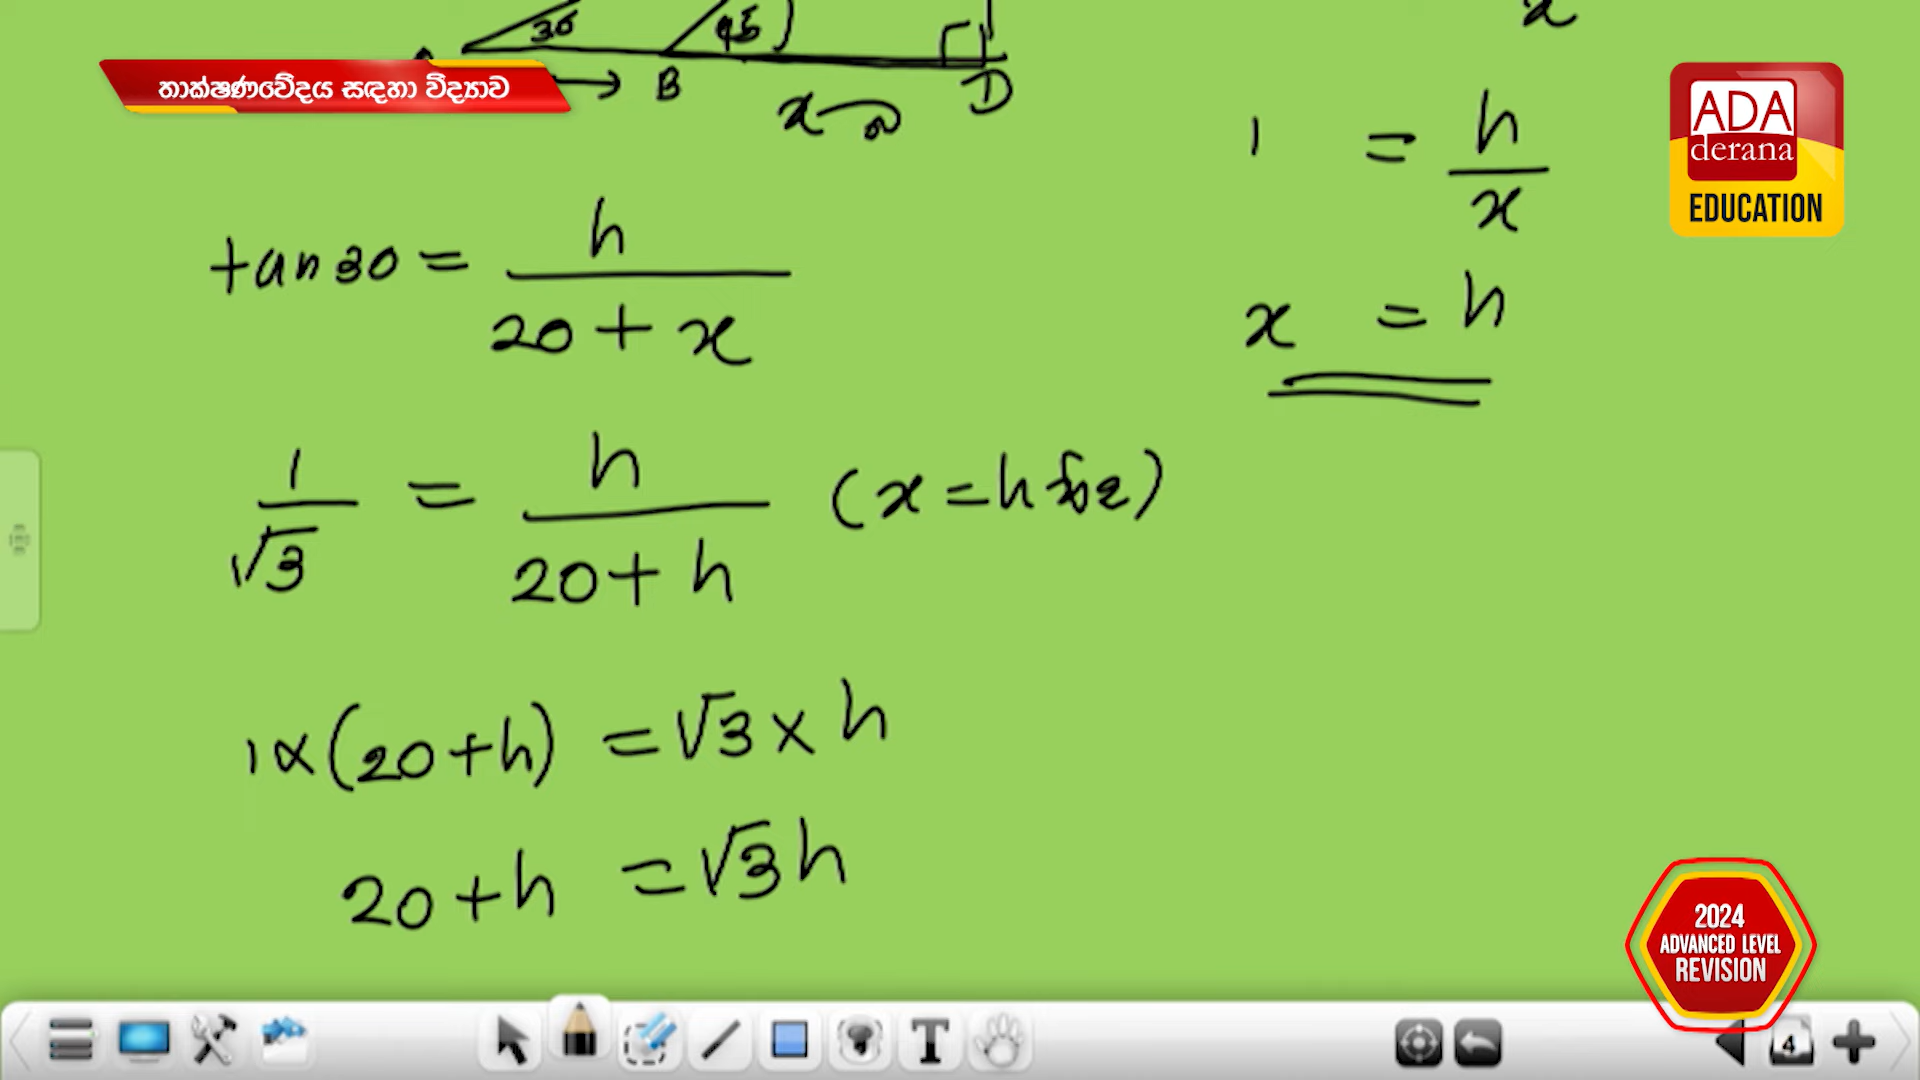 30 45
B D
x
තාක්ෂණවේදය සඳහා විද්‍යාව
x
ADA
derana
EDUCATION
1 = h/x
x = h
tan 30 = h/(20 + x)
1/√3 = h/(20 + h) (x = h නිසා)
1 × (20 + h) = √3 × h
20 + h = √3 h
2024
ADVANCED LEVEL
REVISION
T
4